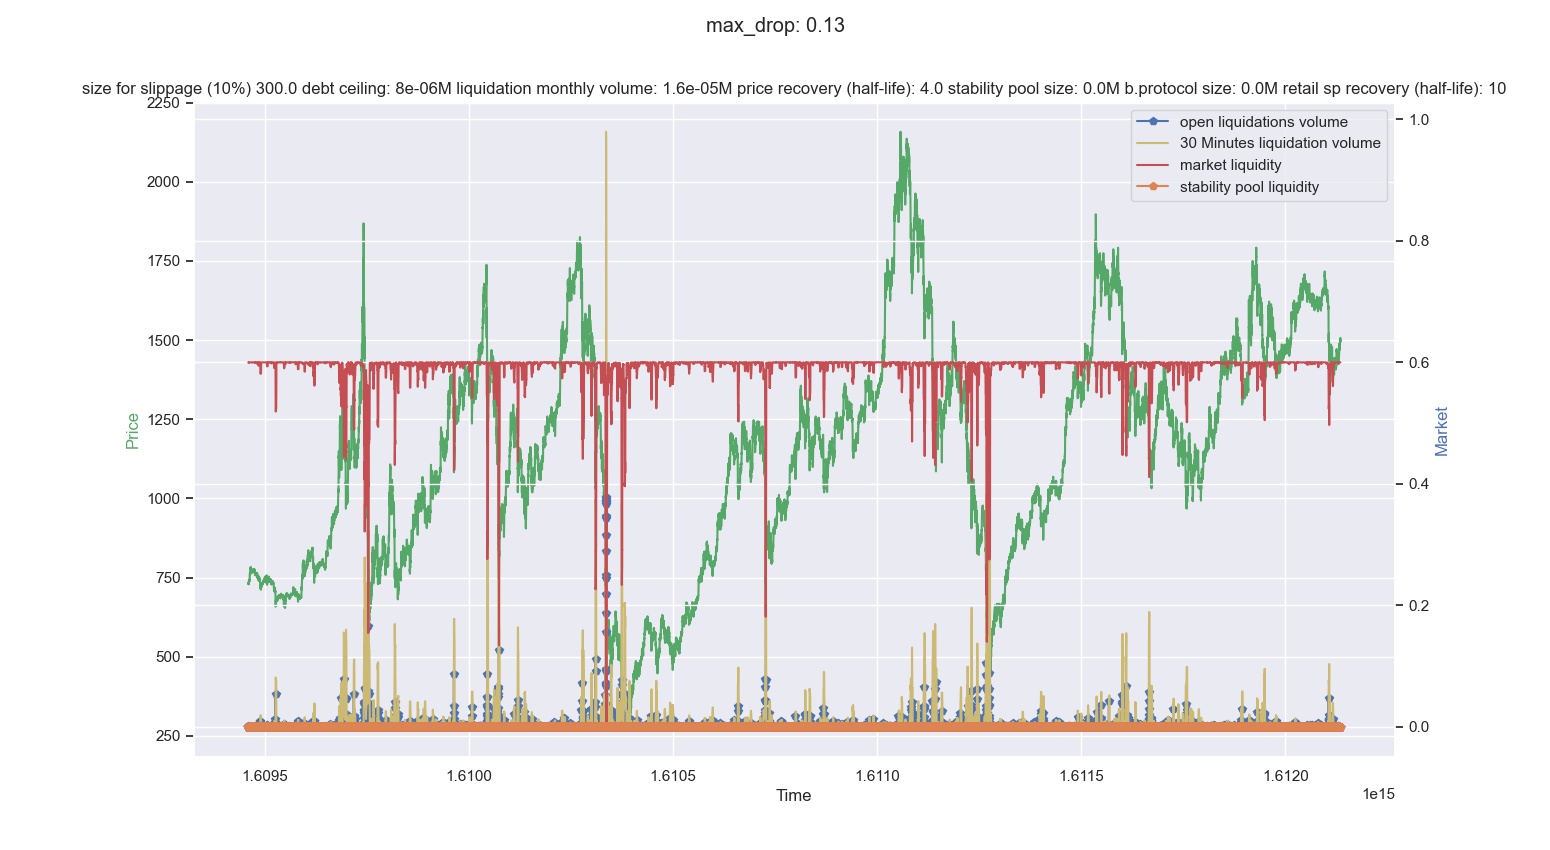 max_drop: 0.13
size for slippage (10%) 300.0 debt ceiling: 8e-06M liquidation monthly volume: 1.6e-05M price recovery (half-life): 4.0 stability pool size: 0.0M b.protocol size: 0.0M retail sp recovery (half-life): 10
open liquidations volume
30 Minutes liquidation volume
market liquidity
stability pool liquidity
2250
2000
1750
1500
1250
1000
750
500
250
Price
1.0
0.8
0.6
0.4
0.2
0.0
Market
1.6095
1.6100
1.6105
1.6110
1.6115
1.6120
1e15
Time